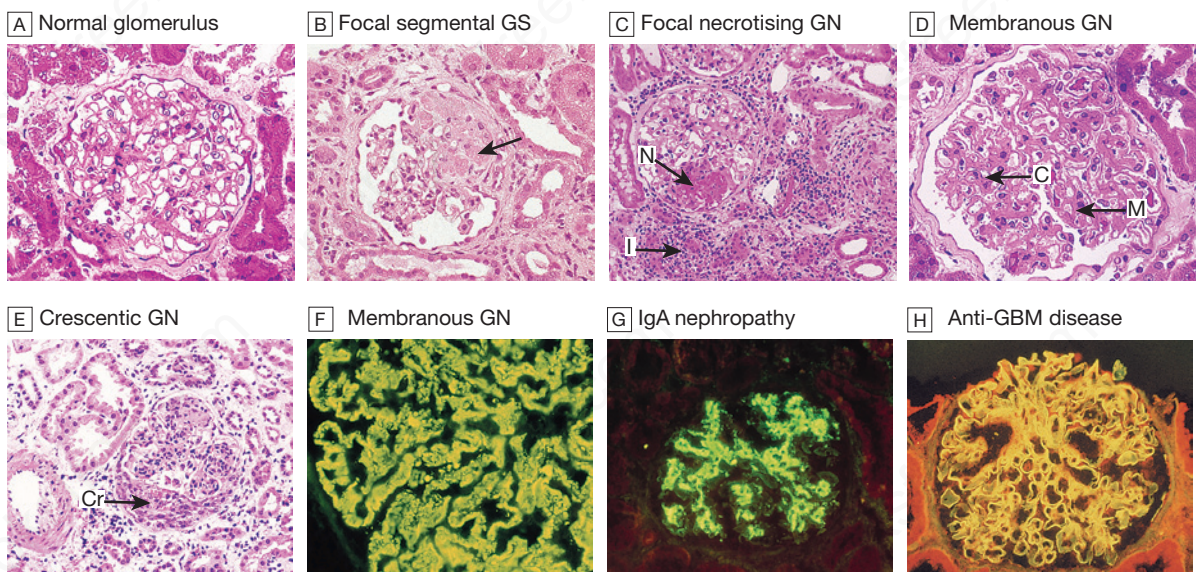 A Normal glomerulus
B Focal segmental GS
C Focal necrotising GN
D Membranous GN
N
I
C
M
E Crescentic GN
F Membranous GN
G IgA nephropathy
H Anti-GBM disease
Cr